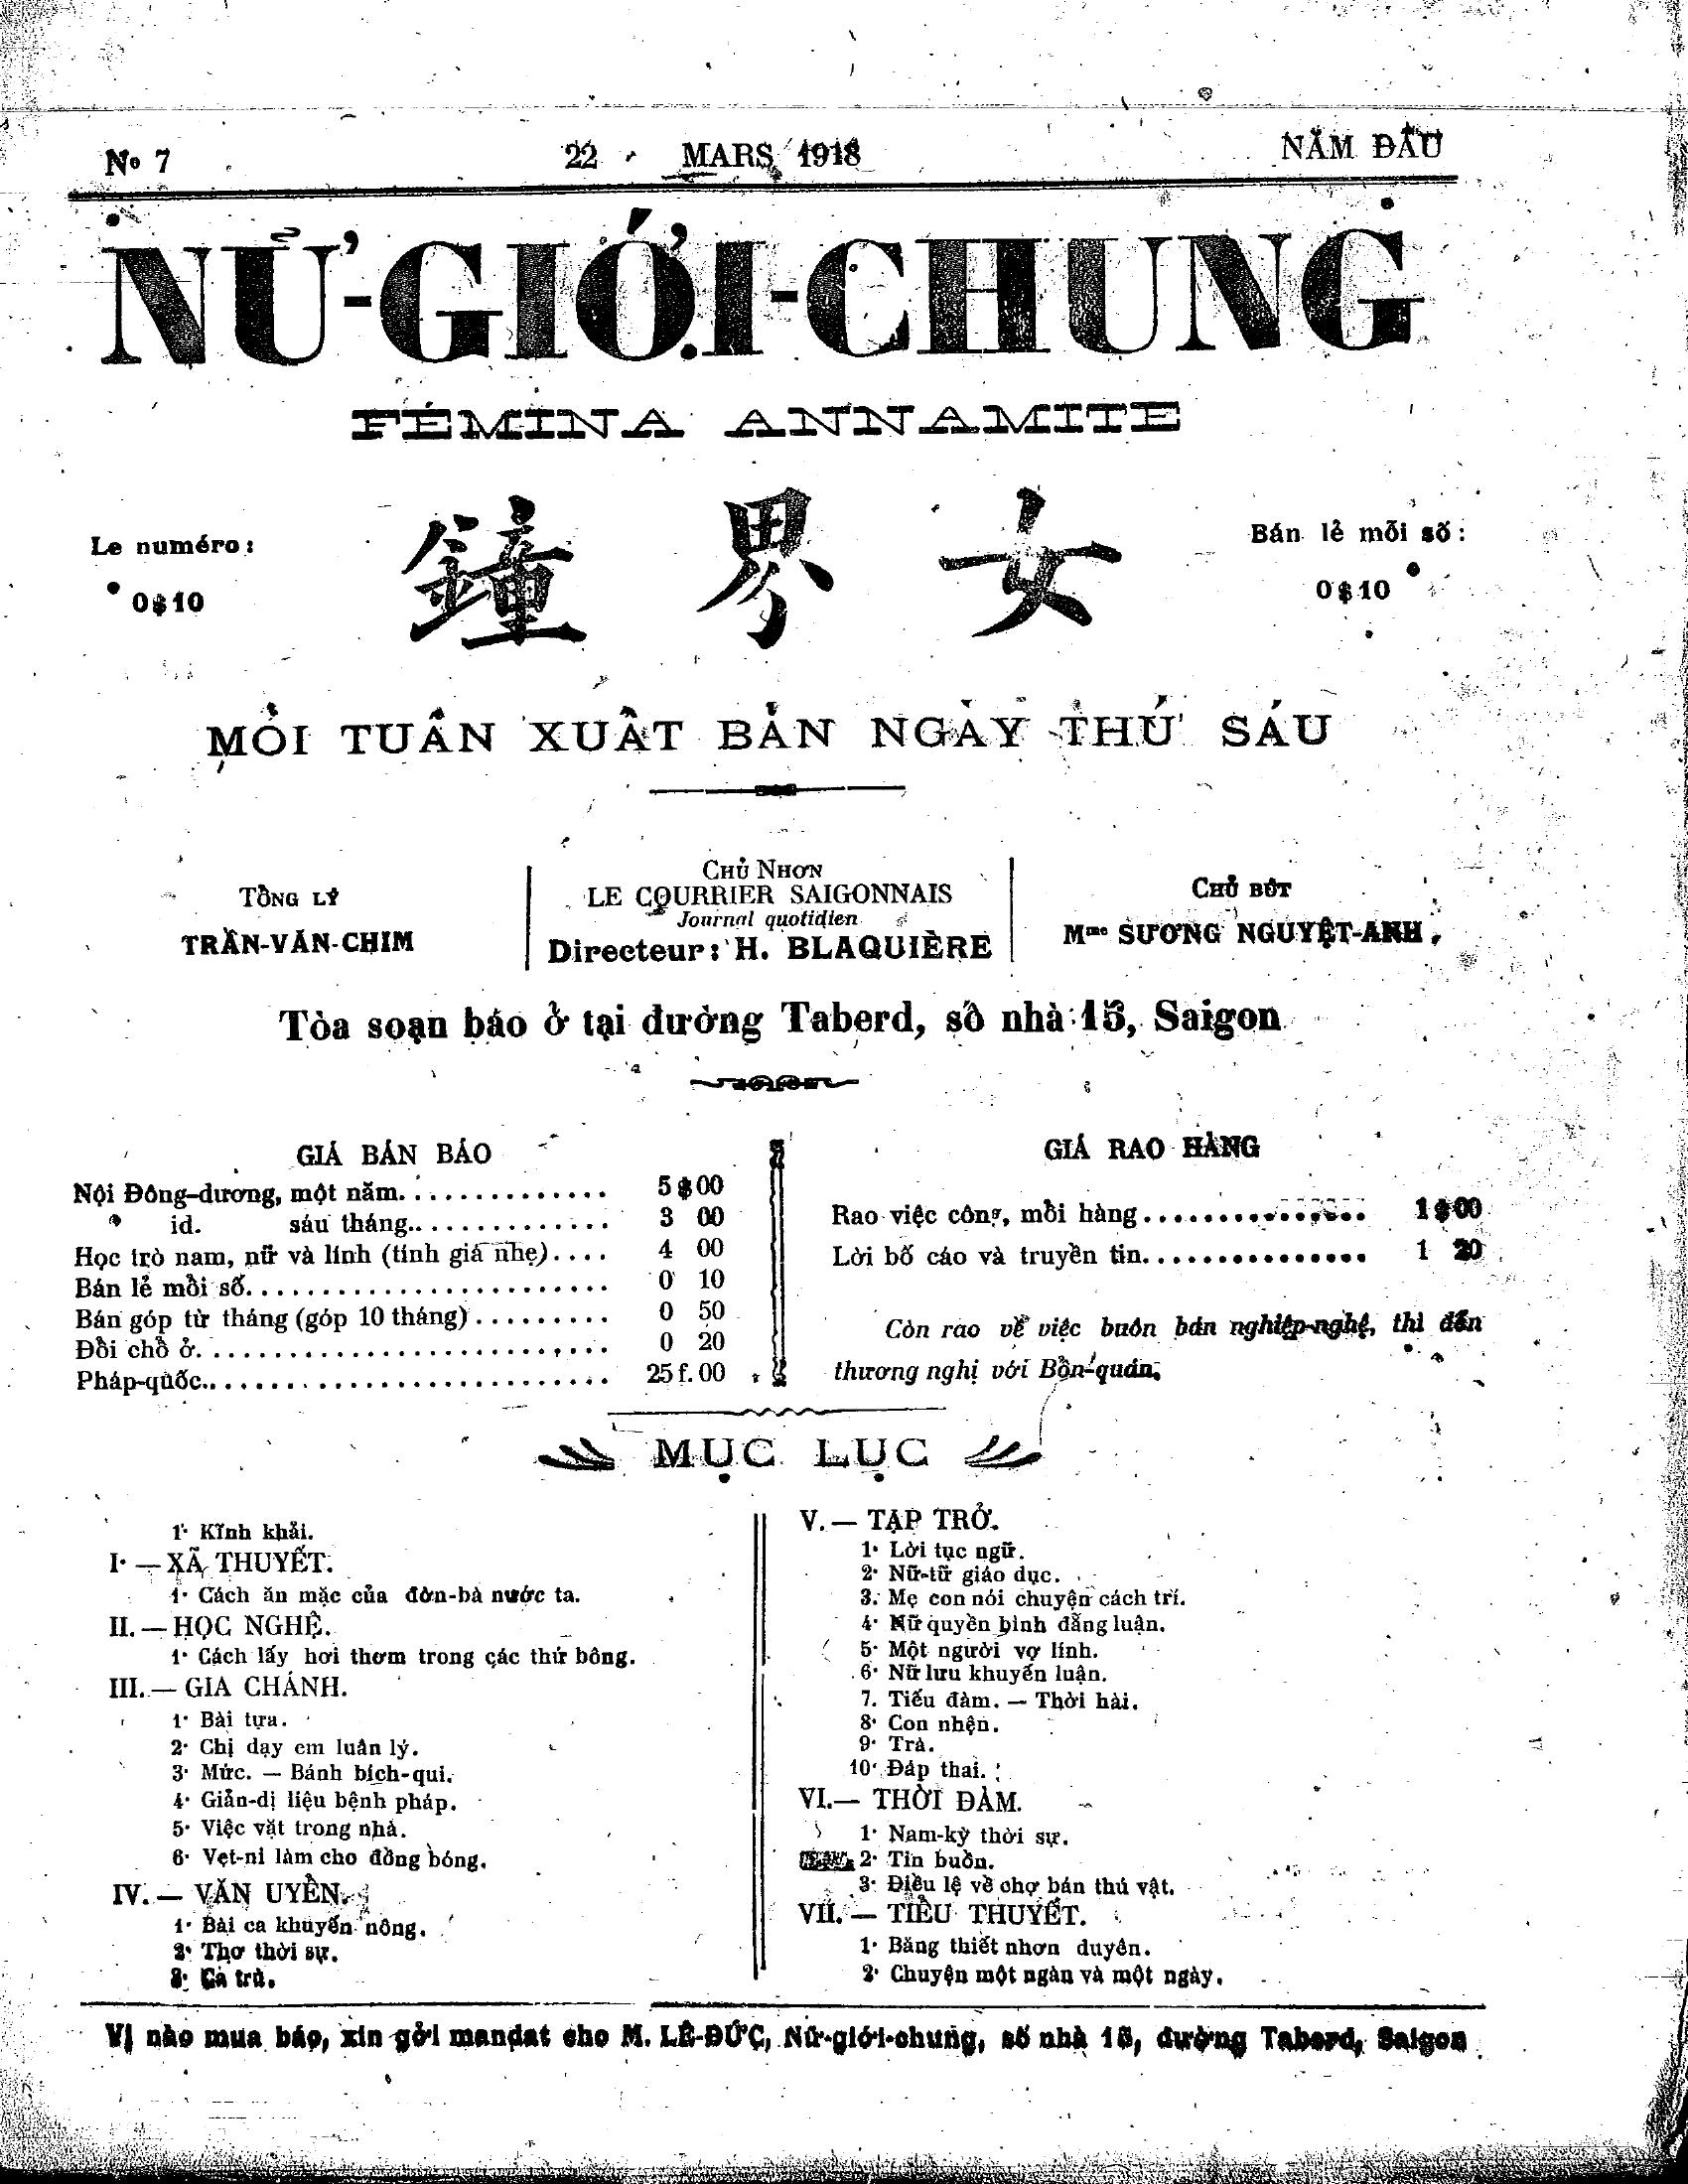 No 7 22 MARS 1918 NĂM ĐẦU
NỮ-GIỚI-CHUNG
FÉMINA ANNAMITE
鐘 界 女
Le numéro:
0$10
Bán lẻ mỗi số:
0$10
MỖI TUẦN XUẤT BẢN NGÀY THỨ SÁU
TỔNG LÝ
TRẦN-VĂN-CHIM
CHỦ NHƠN
LE COURRIER SAIGONNAIS
Journal quotidien
Directeur: H. BLAQUIÈRE
CHỦ BÚT
Mme SƯƠNG NGUYỆT-ANH.
Tòa soạn báo ở tại đường Taberd, số nhà 15, Saigon
GIÁ BÁN BÁO
Nội Đông-dương, một năm.............. 5$00
id. sáu tháng.............. 3 00
Học trò nam, nữ và lính (tính giá nhẹ).... 4 00
Bán lẻ mỗi số........................ 0 10
Bán góp từ tháng (góp 10 tháng)......... 0 50
Đổi chỗ ở............................ 0 20
Pháp-quốc............................ 25 f. 00
GIÁ RAO HÀNG
Rao việc công, mỗi hàng............... 1$00
Lời bố cáo và truyền tin............... 1 20
Còn rao về việc buôn bán nghiệp-nghệ, thì đến
thương nghị với Bổn-quán.
MỤC LỤC
1· Kĩnh khải.
I· — XÃ THUYẾT.
1· Cách ăn mặc của đờn-bà nước ta.
II. — HỌC NGHỆ.
1· Cách lấy hơi thơm trong các thứ bông.
III. — GIA CHÁNH.
1· Bài tựa.
2· Chị dạy em luân lý.
3· Mức. — Bánh bích-qui.
4· Giản-dị liệu bệnh pháp.
5· Việc vặt trong nhà.
6· Vẹt-ni làm cho đồng bóng.
IV. — VĂN UYỂN.
1· Bài ca khuyến nông.
2· Thơ thời sự.
3· Ca trù.
V. — TẠP TRỞ.
1· Lời tục ngữ.
2· Nữ-tữ giáo dục.
3. Mẹ con nói chuyện cách trí.
4· Nữ quyền bình đẳng luận.
5· Một người vợ lính.
6· Nữ lưu khuyến luận.
7. Tiếu đàm. — Thời hài.
8· Con nhện.
9· Trà.
10· Đáp thai.
VI. — THỜI ĐÀM.
1· Nam-kỳ thời sự.
2· Tin buồn.
3· Điều lệ về chợ bán thú vật.
VII. — TIỂU THUYẾT.
1· Băng thiết nhơn duyên.
2· Chuyện một ngàn và một ngày.
Vị nào mua báo, xin gởi mandat cho M. LÊ-ĐỨC, Nữ-giới-chung, số nhà 15, đường Taberd, Saigon